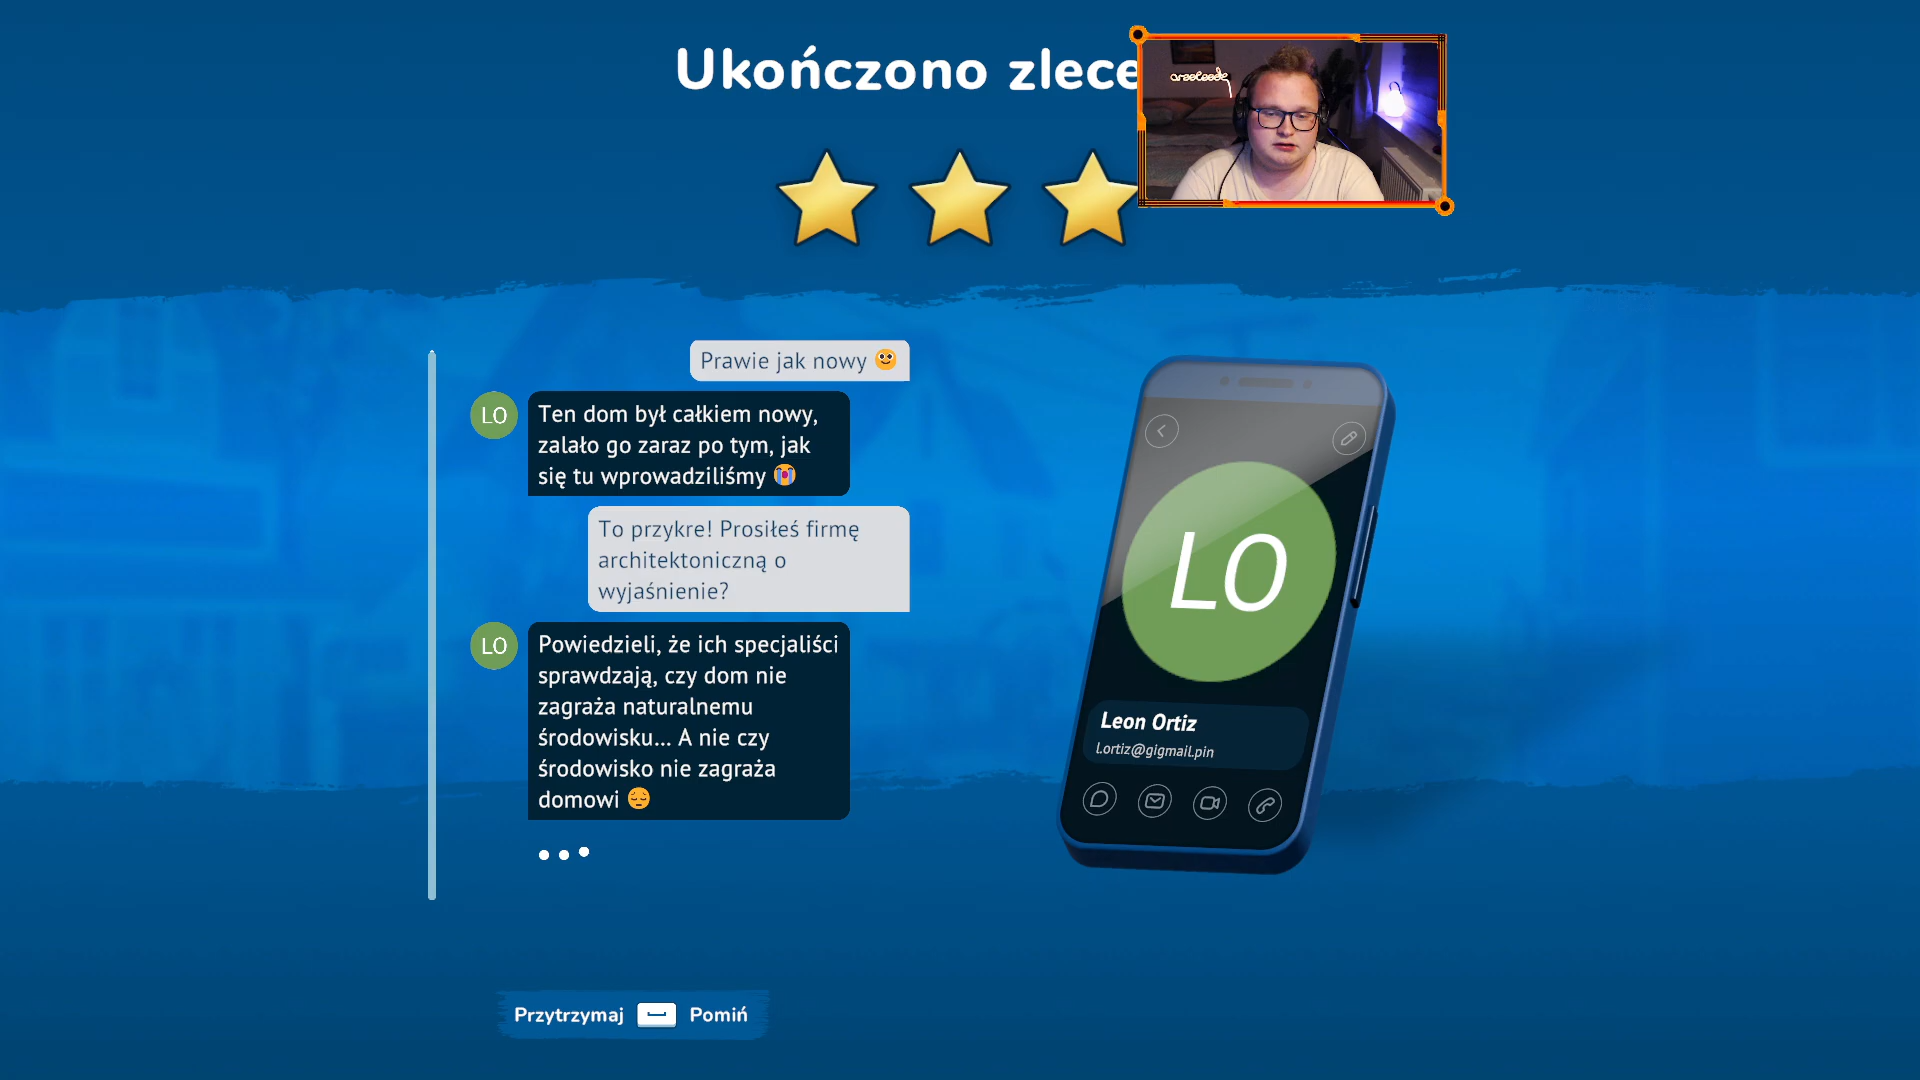 Ukończono zlece
Prawie jak nowy
LO
Ten dom był całkiem nowy,
zalało go zaraz po tym, jak
się tu wprowadziliśmy
To przykre! Prosiłeś firmę
architektoniczną o
wyjaśnienie?
LO
Powiedzieli, że ich specjaliści
sprawdzają, czy dom nie
zagraża naturalnemu
środowisku... A nie czy
środowisko nie zagraża
domowi
LO
Leon Ortiz
l.ortiz@gigmail.pin
Przytrzymaj Pomiń